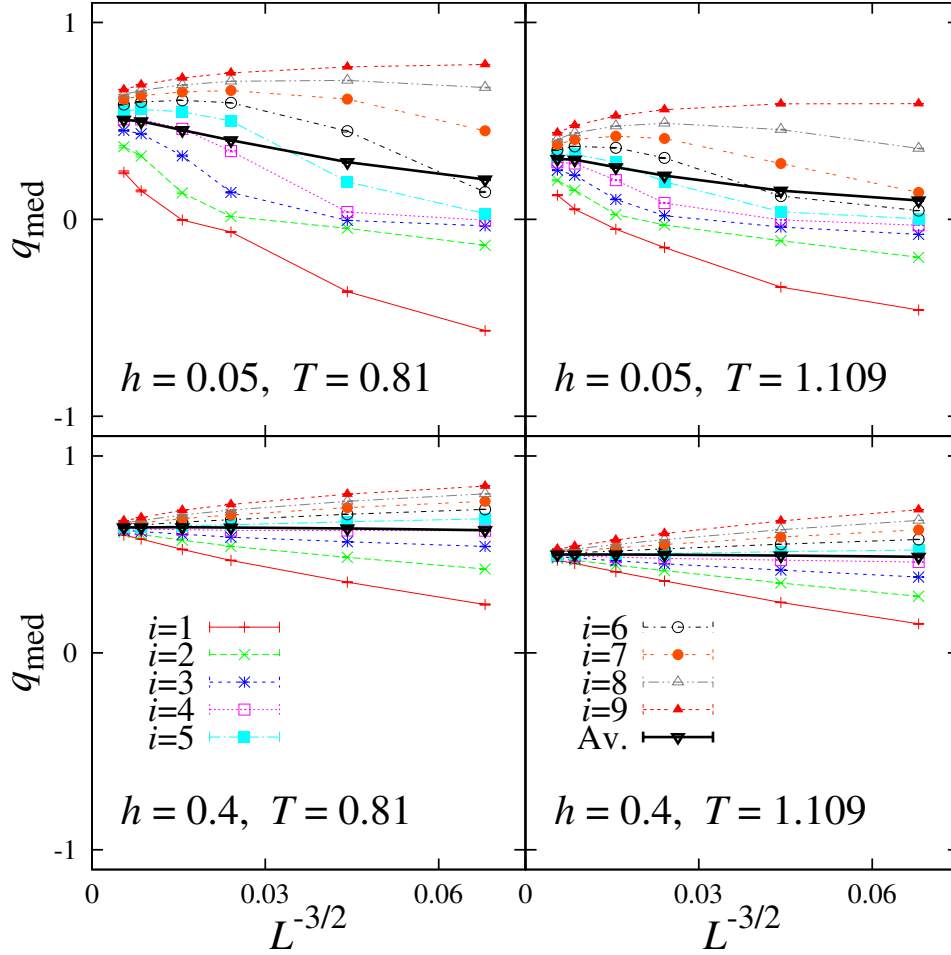 1
0
-1
q_med
h = 0.05, T = 0.81
h = 0.05, T = 1.109
1
0
-1
q_med
i=1
i=2
i=3
i=4
i=5
i=6
i=7
i=8
i=9
Av.
h = 0.4, T = 0.81
h = 0.4, T = 1.109
0 0.03 0.06 0 0.03 0.06
L^-3/2 L^-3/2